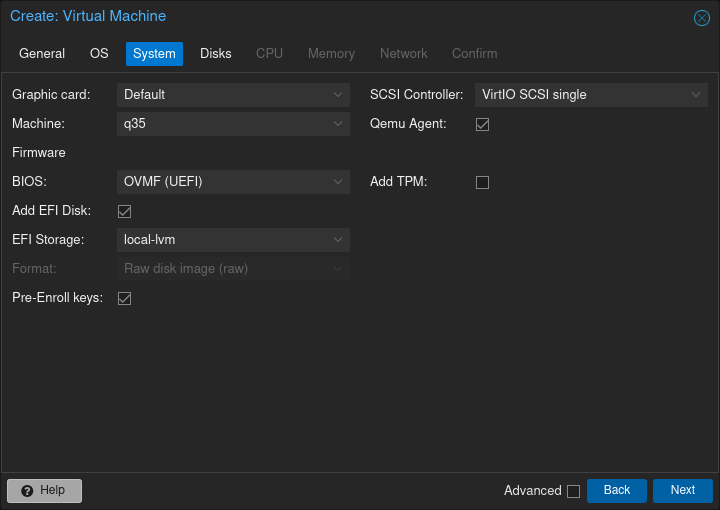 Create: Virtual Machine
General OS System Disks CPU Memory Network Confirm
Graphic card: Default SCSI Controller: VirtIO SCSI single
Machine: q35 Qemu Agent:
Firmware
BIOS: OVMF (UEFI) Add TPM:
Add EFI Disk:
EFI Storage: local-lvm
Format: Raw disk image (raw)
Pre-Enroll keys:
Help Advanced Back Next